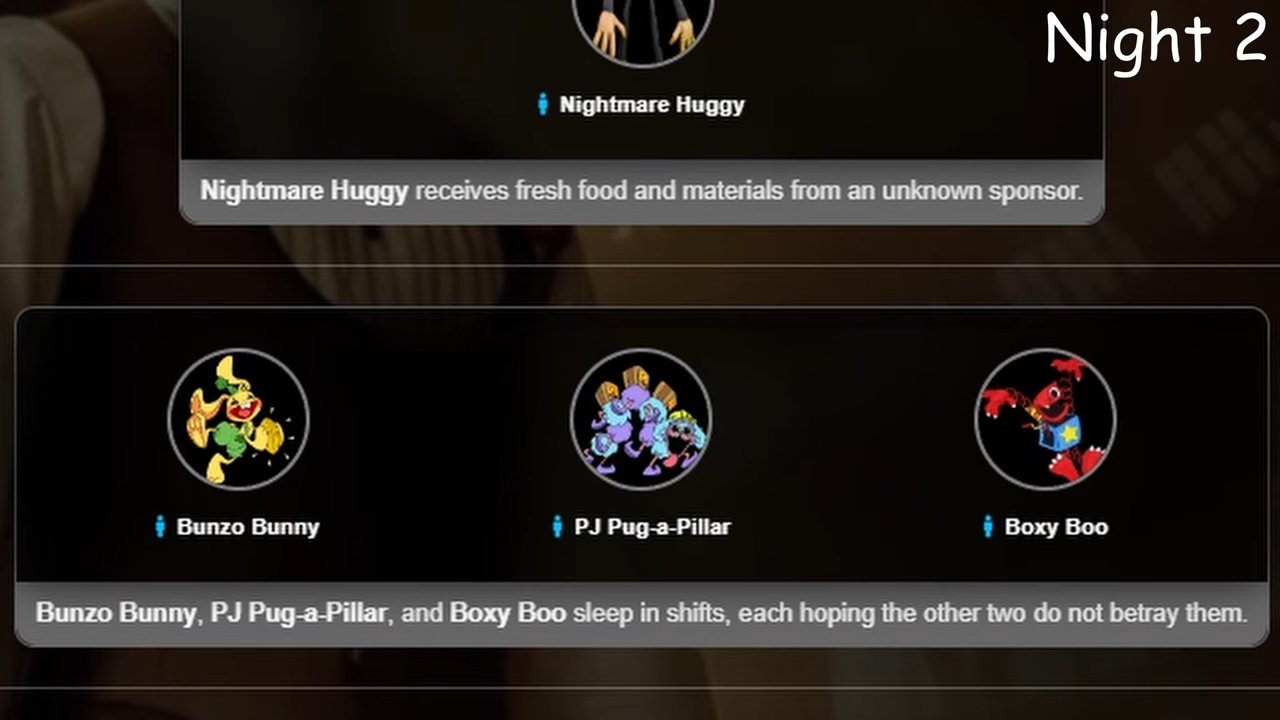 Night 2
Nightmare Huggy
Nightmare Huggy receives fresh food and materials from an unknown sponsor.
Bunzo Bunny
PJ Pug-a-Pillar
Boxy Boo
Bunzo Bunny, PJ Pug-a-Pillar, and Boxy Boo sleep in shifts, each hoping the other two do not betray them.